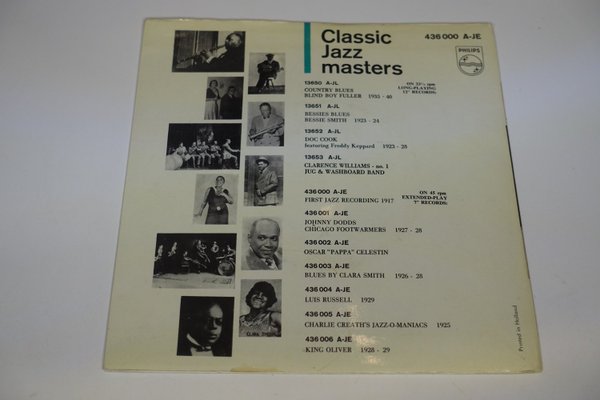 Classic
Jazz
masters
436 000 A-JE
PHILIPS
13650 A-JL
COUNTRY BLUES
BLIND BOY FULLER 1935 - 40
ON 33⅓ rpm
LONG-PLAYING
12" RECORDS:
13651 A-JL
BESSIES BLUES
BESSIE SMITH 1923 - 24
13652 A-JL
DOC COOK
featuring Freddy Keppard 1923 - 28
13653 A-JL
CLARENCE WILLIAMS - no. 1
JUG & WASHBOARD BAND
436 000 A-JE
FIRST JAZZ RECORDING 1917
ON 45 rpm
EXTENDED-PLAY
7" RECORDS:
436 001 A-JE
JOHNNY DODDS
CHICAGO FOOTWARMERS 1927 - 28
436 002 A-JE
OSCAR "PAPPA" CELESTIN
436 003 A-JE
BLUES BY CLARA SMITH 1926 - 28
436 004 A-JE
LUIS RUSSELL 1929
436 005 A-JE
CHARLIE CREATH'S JAZZ-O-MANIACS 1925
436 006 A-JE
KING OLIVER 1928 - 29
CLARA SMITH
Printed in Holland